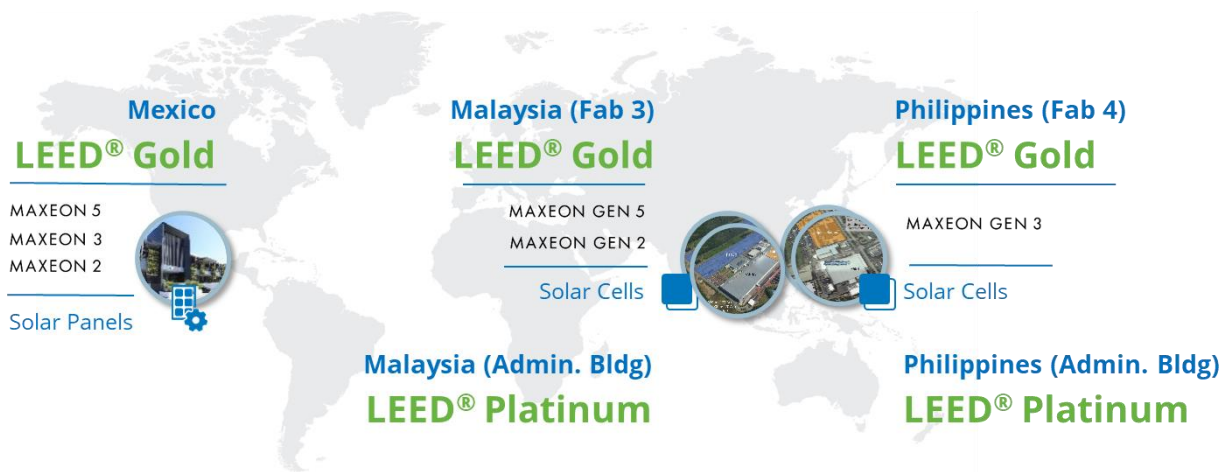 Mexico
LEED® Gold
MAXEON 5
MAXEON 3
MAXEON 2
Solar Panels
Malaysia (Fab 3)
LEED® Gold
MAXEON GEN 5
MAXEON GEN 2
Solar Cells
Philippines (Fab 4)
LEED® Gold
MAXEON GEN 3
Solar Cells
Malaysia (Admin. Bldg)
LEED® Platinum
Philippines (Admin. Bldg)
LEED® Platinum